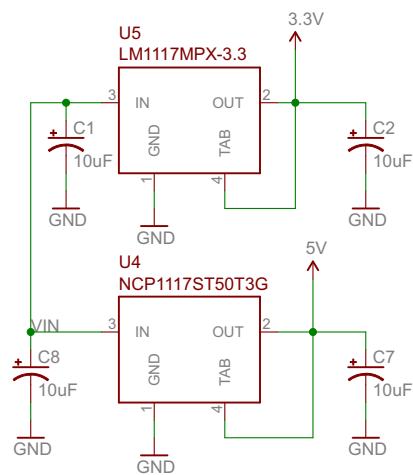 3.3V
U5
LM1117MPX-3.3
3 IN OUT 2
GND
TAB
1
4
C1
10uF
GND
C2
10uF
GND
GND
5V
U4
NCP1117ST50T3G
VIN
3 IN OUT 2
GND
TAB
1
4
C8
10uF
GND
C7
10uF
GND
GND